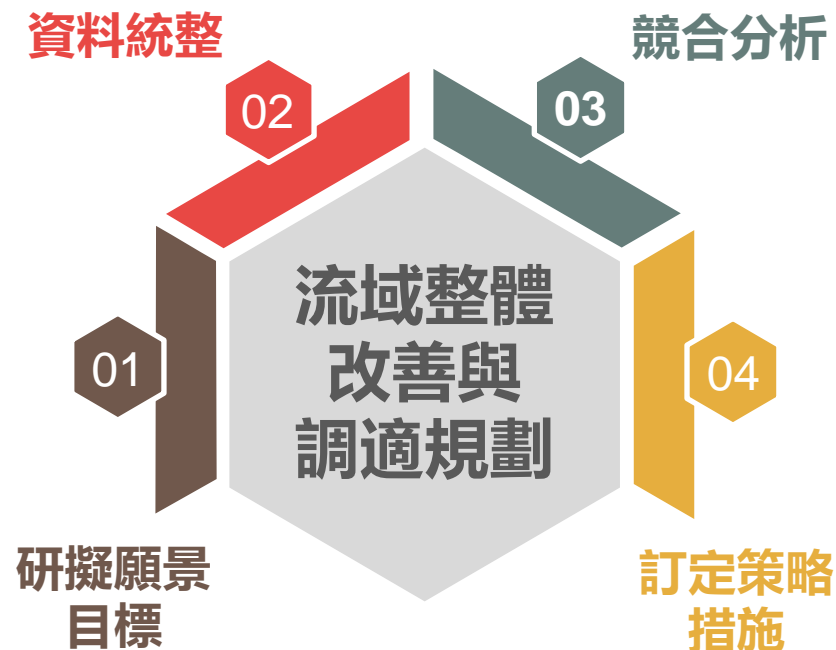 資料統整
競合分析
02
03
流域整體
改善與
調適規劃
01
04
研擬願景
目標
訂定策略
措施